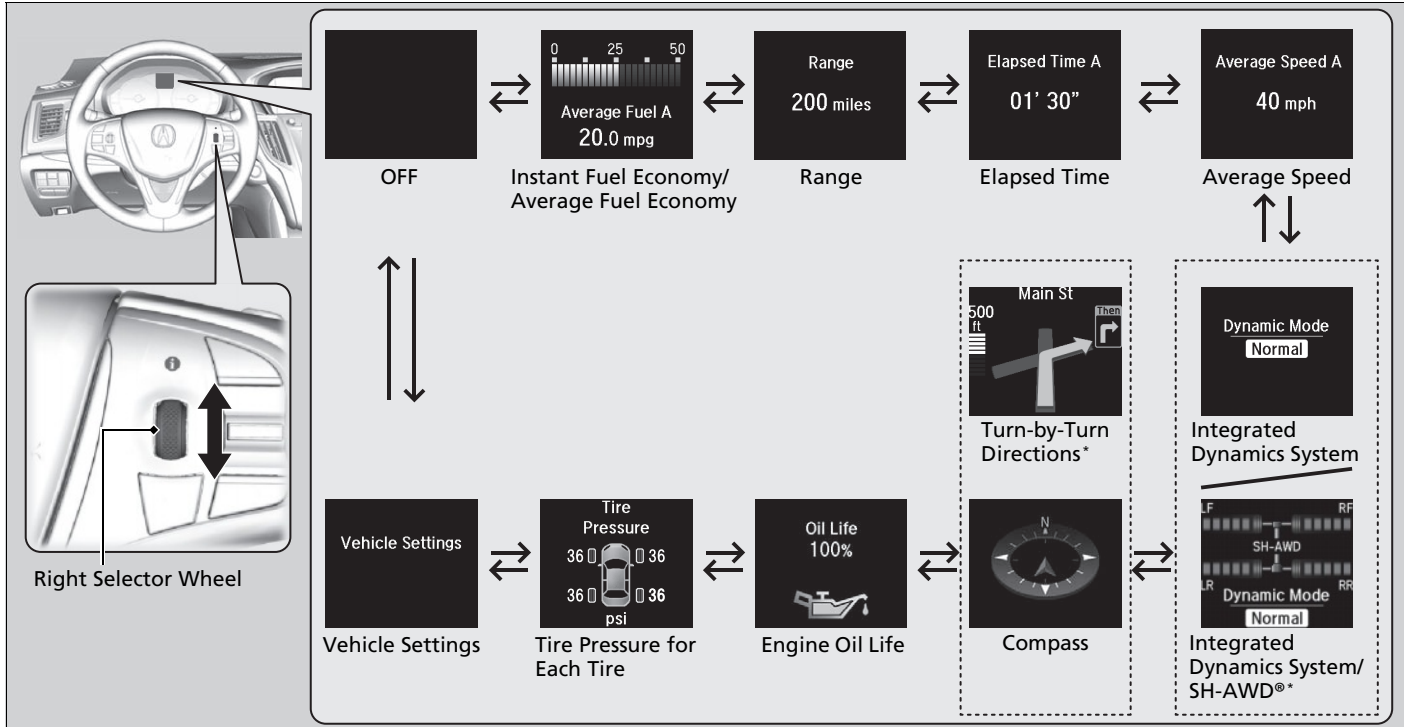 0 25 50
Average Fuel A
20.0 mpg
Range
200 miles
Elapsed Time A
01' 30"
Average Speed A
40 mph
OFF
Instant Fuel Economy/
Average Fuel Economy
Range
Elapsed Time
Average Speed
Main St
500
ft
Then
Turn-by-Turn
Directions*
Dynamic Mode
Normal
Integrated
Dynamics System
i
Right Selector Wheel
Vehicle Settings
Vehicle Settings
Tire
Pressure
36 36
36 36
psi
Tire Pressure for
Each Tire
Oil Life
100%
Engine Oil Life
N
Compass
LF RF
SH-AWD
LR RR
Dynamic Mode
Normal
Integrated
Dynamics System/
SH-AWD®*